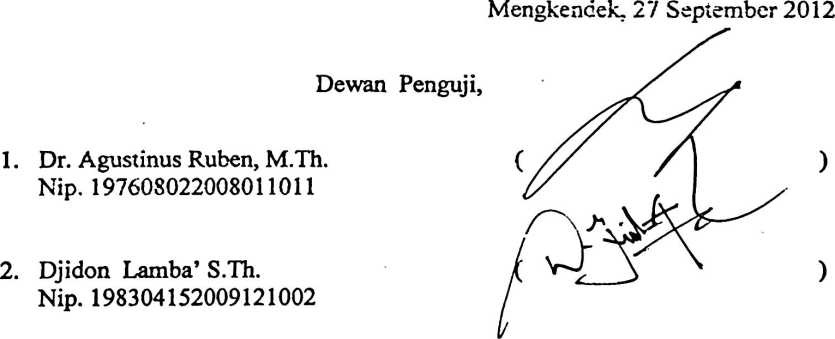 Mengkendek, 27 September 2012
Dewan Penguji,
1. Dr. Agustinus Ruben, M.Th. ( )
Nip. 197608022008011011
2. Djidon Lamba' S.Th. ( )
Nip. 198304152009121002